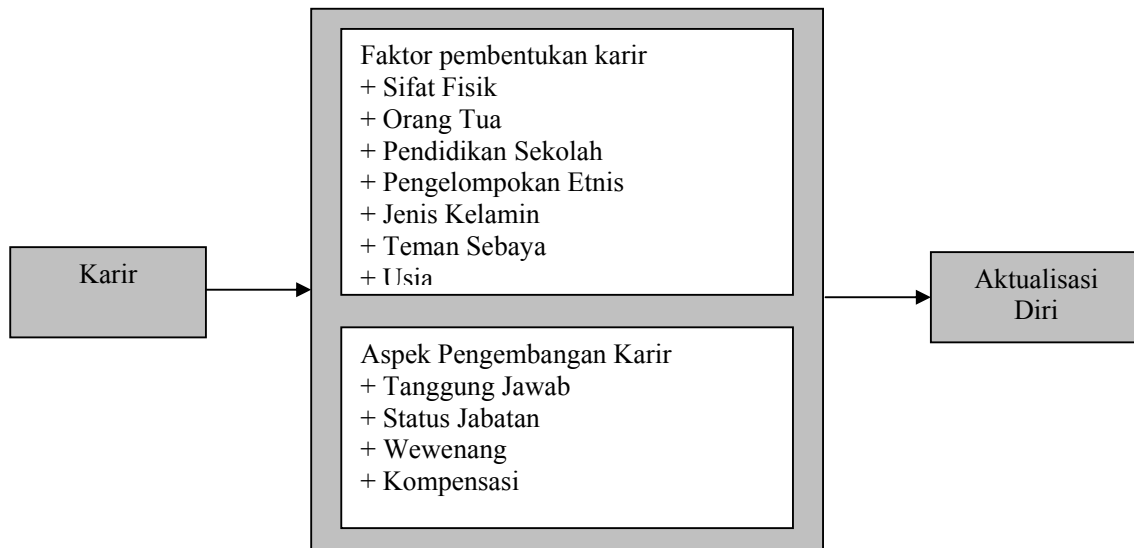 Karir
Faktor pembentukan karir
+ Sifat Fisik
+ Orang Tua
+ Pendidikan Sekolah
+ Pengelompokan Etnis
+ Jenis Kelamin
+ Teman Sebaya
+ Usia
Aspek Pengembangan Karir
+ Tanggung Jawab
+ Status Jabatan
+ Wewenang
+ Kompensasi
Aktualisasi
Diri